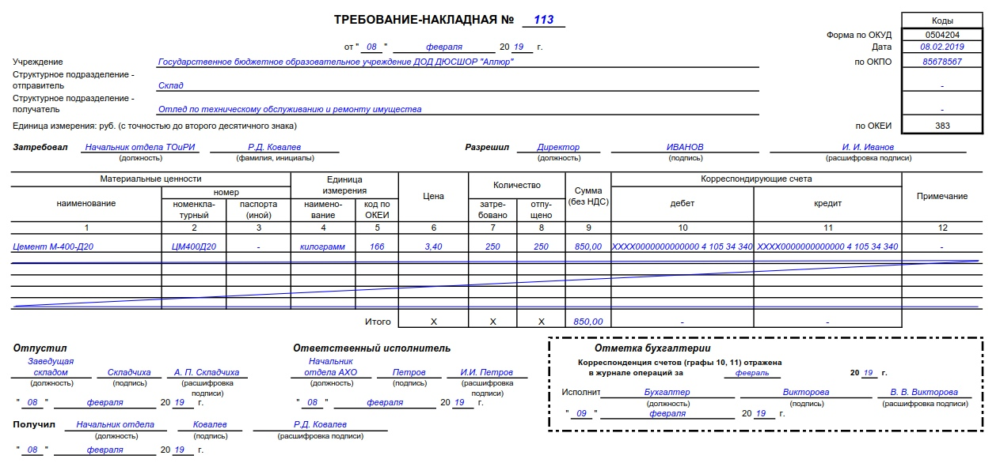 ТРЕБОВАНИЕ-НАКЛАДНАЯ № 113
Коды
Форма по ОКУД 0504204
от " 08 " февраля 20 19 г. Дата 08.02.2019
Учреждение Государственное бюджетное образовательное учреждение ДОД ДЮСШОР "Аллюр" по ОКПО 85678567
Структурное подразделение -
отправитель Склад -
Структурное подразделение -
получатель Отлед по техническому обслуживанию и ремонту имущества -
Единица измерения: руб. (с точностью до второго десятичного знака) по ОКЕИ 383
Затребовал Начальник отдела ТОиРИ Р.Д. Ковалев Разрешил Директор ИВАНОВ И. И. Иванов
(должность) (фамилия, инициалы) (должность) (подпись) (расшифровка подписи)
Материальные ценности Единица измерения Цена Количество Сумма (без НДС) Корреспондирующие счета Примечание
наименование номер дебет кредит
номенкла-турный паспорта (иной) наимено-вание код по ОКЕИ затре-бовано отпу-щено
1 2 3 4 5 6 7 8 9 10 11 12
Цемент М-400-Д20 ЦМ400Д20 - килограмм 166 3,40 250 250 850,00 XXXX0000000000000 4 105 34 340 XXXX0000000000000 4 105 34 340 -
Итого X X X 850,00 - -
Отпустил Ответственный исполнитель Отметка бухгалтерии
Заведущая Начальник Корреспонденция счетов (графы 10, 11) отражена
складом Складчиха А. П. Складчиха отдела АХО Петров И.И. Петров в журнале операций за февраль 20 19 г.
(должность) (подпись) (расшифровка подписи) (должность) (подпись) (расшифровка подписи)
Исполнит Бухгалтер Викторова В. В. Викторова
(должность) (подпись) (расшифровка подписи)
" 08 " февраля 20 19 г. " 08 " февраля 20 19 г. " 09 " февраля 20 19 г.
Получил Начальник отдела Ковалев Р.Д. Ковалев
(должность) (подпись) (расшифровка подписи)
" 08 " февраля 20 19 г.